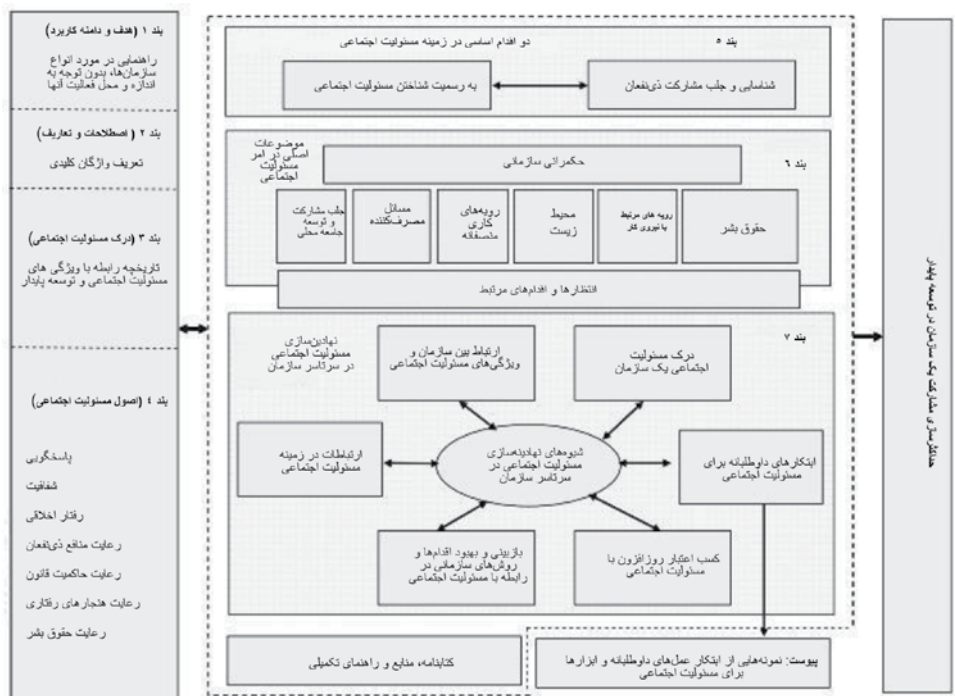 بند ۱ (هدف و دامنه کاربرد)
راهنمایی در مورد انواع
سازمان‌ها، بدون توجه به
اندازه و محل فعالیت آنها
بند ۲ ( اصطلاحات و تعاریف)
تعریف واژگان کلیدی
بند ۳ (درک مسئولیت اجتماعی)
تاریخچه رابطه با ویژگی های
مسئولیت اجتماعی و توسعه پایدار
بند ٤ (اصول مسئولیت اجتماعی)
پاسخگویی
شفافیت
رفتار اخلاقی
رعایت منافع ذی‌نفعان
رعایت حاکمیت قانون
رعایت هنجارهای رفتاری
رعایت حقوق بشر
بند ۵
دو اقدام اساسی در زمینه مسئولیت اجتماعی
شناسایی و جلب مشارکت ذی‌نفعان
به رسمیت شناختن مسئولیت اجتماعی
بند ۶
موضوعات
اصلی در امر
مسئولیت
اجتماعی
حکمرانی سازمانی
حقوق بشر
رویه های مرتبط
با نیروی کار
محیط
زیست
رویه‌های
کاری
منصفانه
مسائل
مصرف‌کننده
جلب مشارکت
و توسعه
جامعه محلی
انتظارها و اقدام‌های مرتبط
بند ۷
نهادین‌سازی
مسئولیت اجتماعی
در سرتاسر سازمان
درک مسئولیت
اجتماعی یک سازمان
ارتباط بین سازمان و
ویژگی‌های مسئولیت اجتماعی
ابتکارهای داوطلبانه برای
مسئولیت اجتماعی
شیوه‌های نهادینه‌سازی
مسئولیت اجتماعی در
سرتاسر سازمان
ارتباطات در زمینه
مسئولیت اجتماعی
کسب اعتبار روزافزون با
مسئولیت اجتماعی
بازبینی و بهبود اقدام‌ها و
روش‌های سازمانی در
رابطه با مسئولیت اجتماعی
پیوست: نمونه‌هایی از ابتکار عمل‌های داوطلبانه و ابزارها
برای مسئولیت اجتماعی
کتابنامه، منابع و راهنمای تکمیلی
حداکثرسازی مشارکت یک سازمان در توسعه پایدار